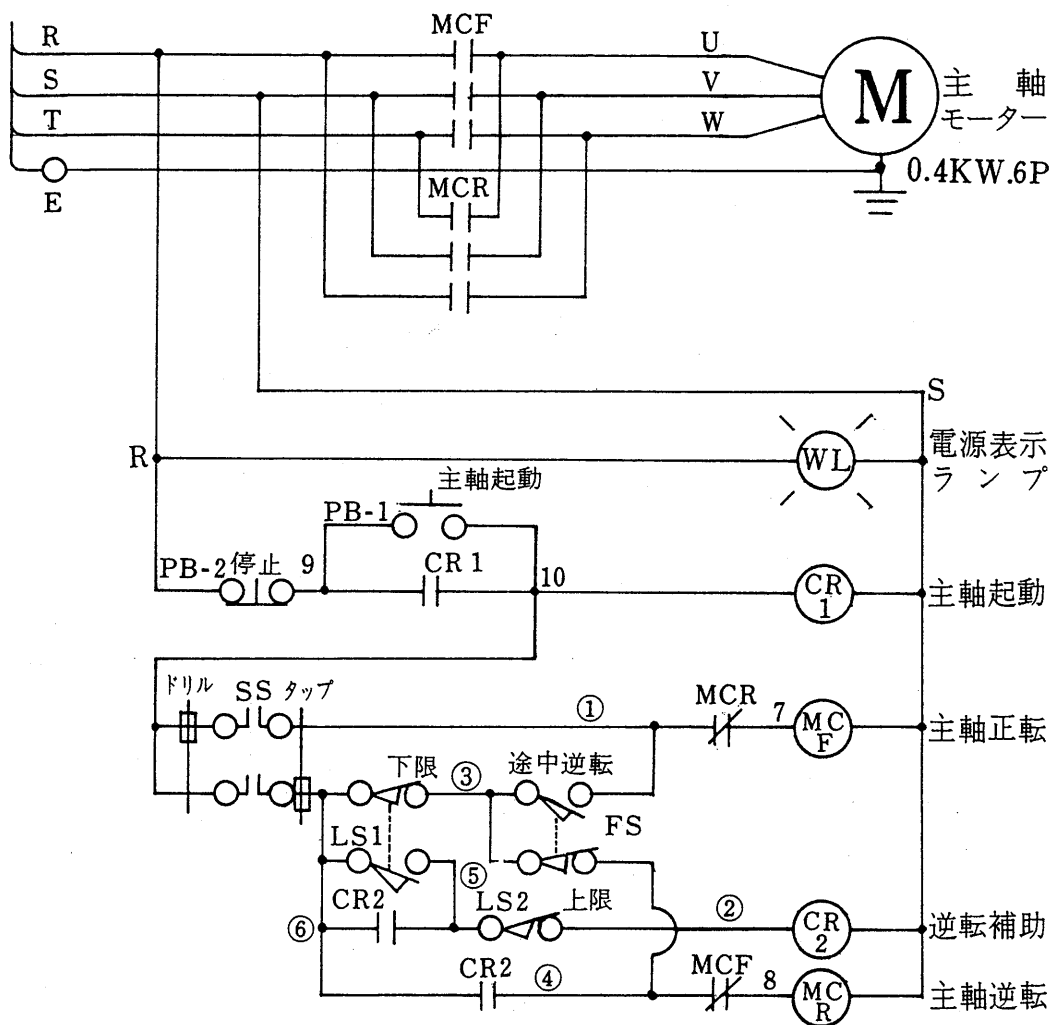 R
MCF
U
S
V
T
W
E
MCR
M
主軸
モーター
0.4KW.6P
S
R
WL
電源表示
ランプ
主軸起動
PB-1
PB-2
停止
9
CR1
10
CR
1
主軸起動
ドリル
SS
タップ
①
MCR
7
MC
F
主軸正転
下限
③
途中逆転
LS1
FS
⑤
CR2
LS2
上限
②
⑥
CR
2
逆転補助
CR2
④
MCF
8
MC
R
主軸逆転